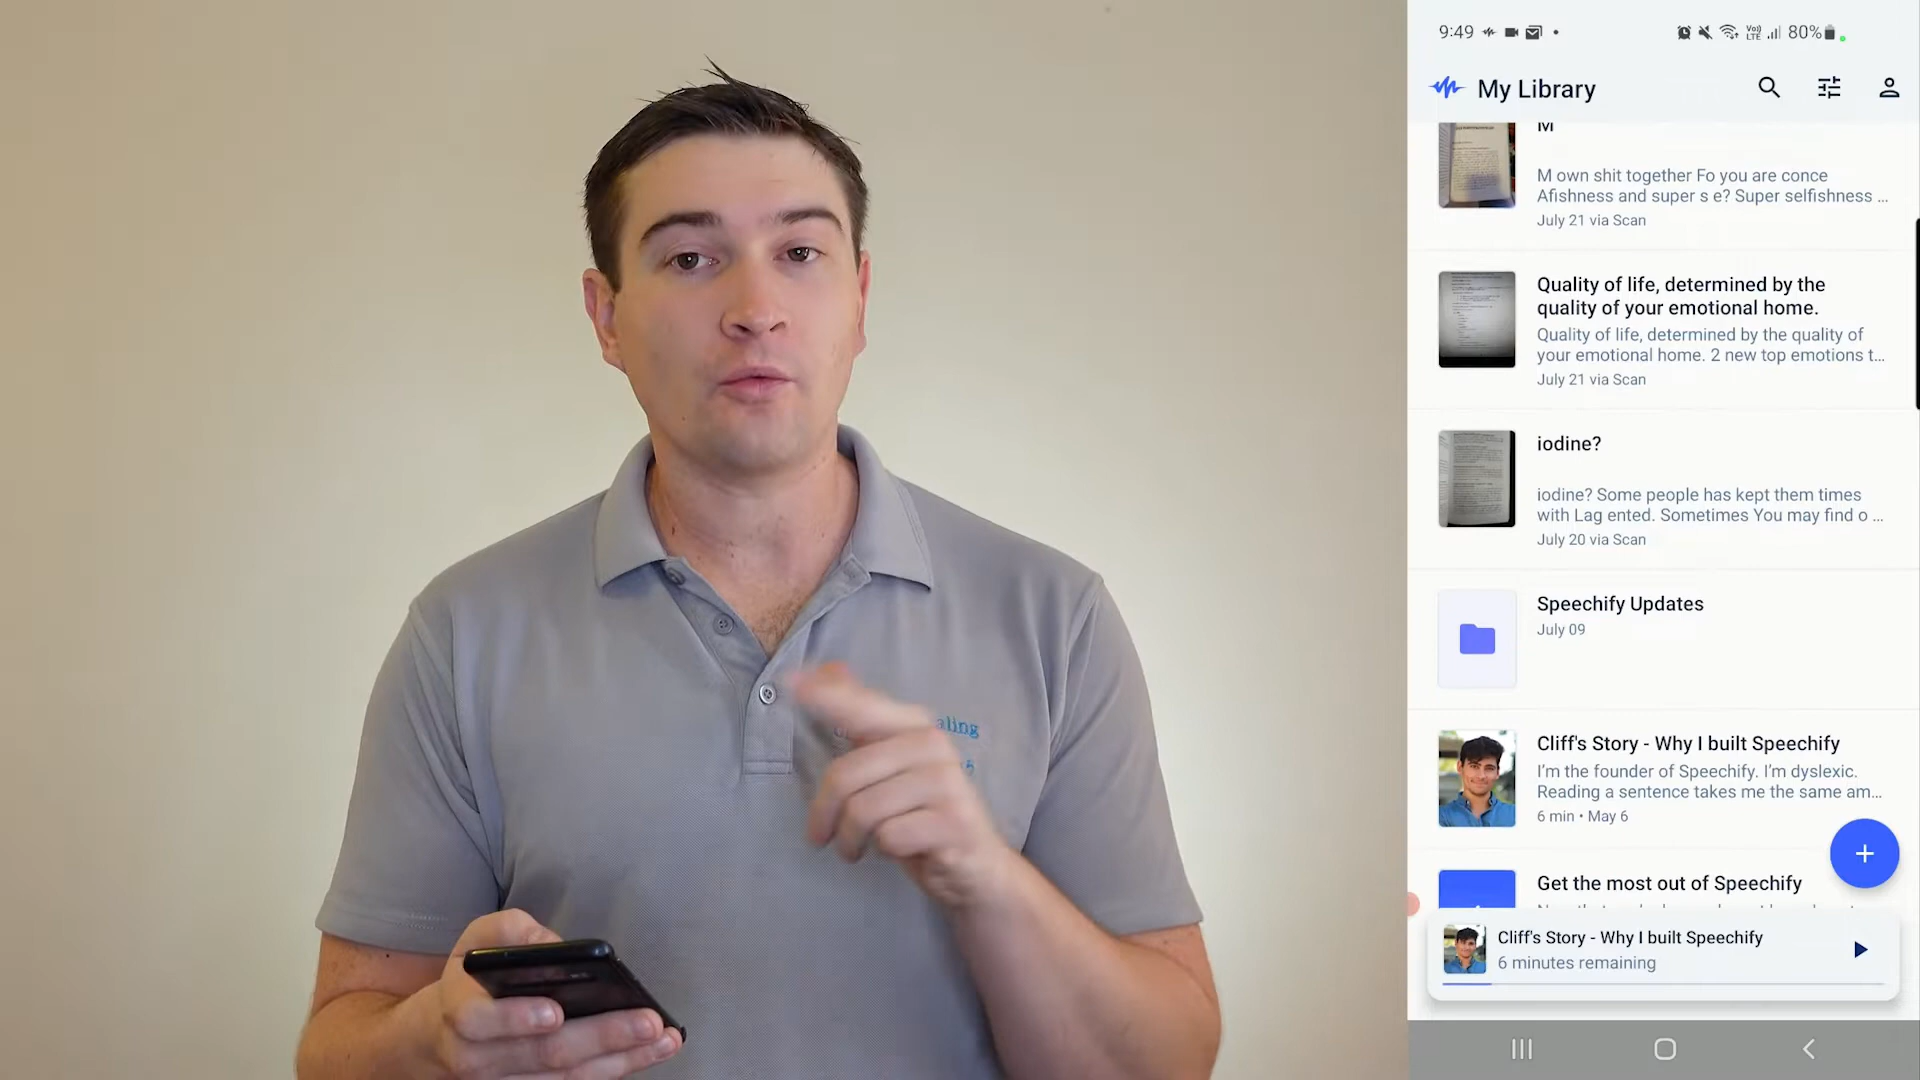 9:49
Vo)) LTE
80%
My Library
M
M own shit together Fo you are conce
Afishness and super s e? Super selfishness ...
July 21 via Scan
Quality of life, determined by the
quality of your emotional home.
Quality of life, determined by the quality of
your emotional home. 2 new top emotions t...
July 21 via Scan
iodine?
iodine? Some people has kept them times
with Lag ented. Sometimes You may find o ...
July 20 via Scan
Speechify Updates
July 09
Cliff's Story - Why I built Speechify
I'm the founder of Speechify. I'm dyslexic.
Reading a sentence takes me the same am...
6 min • May 6
Get the most out of Speechify
Cliff's Story - Why I built Speechify
6 minutes remaining